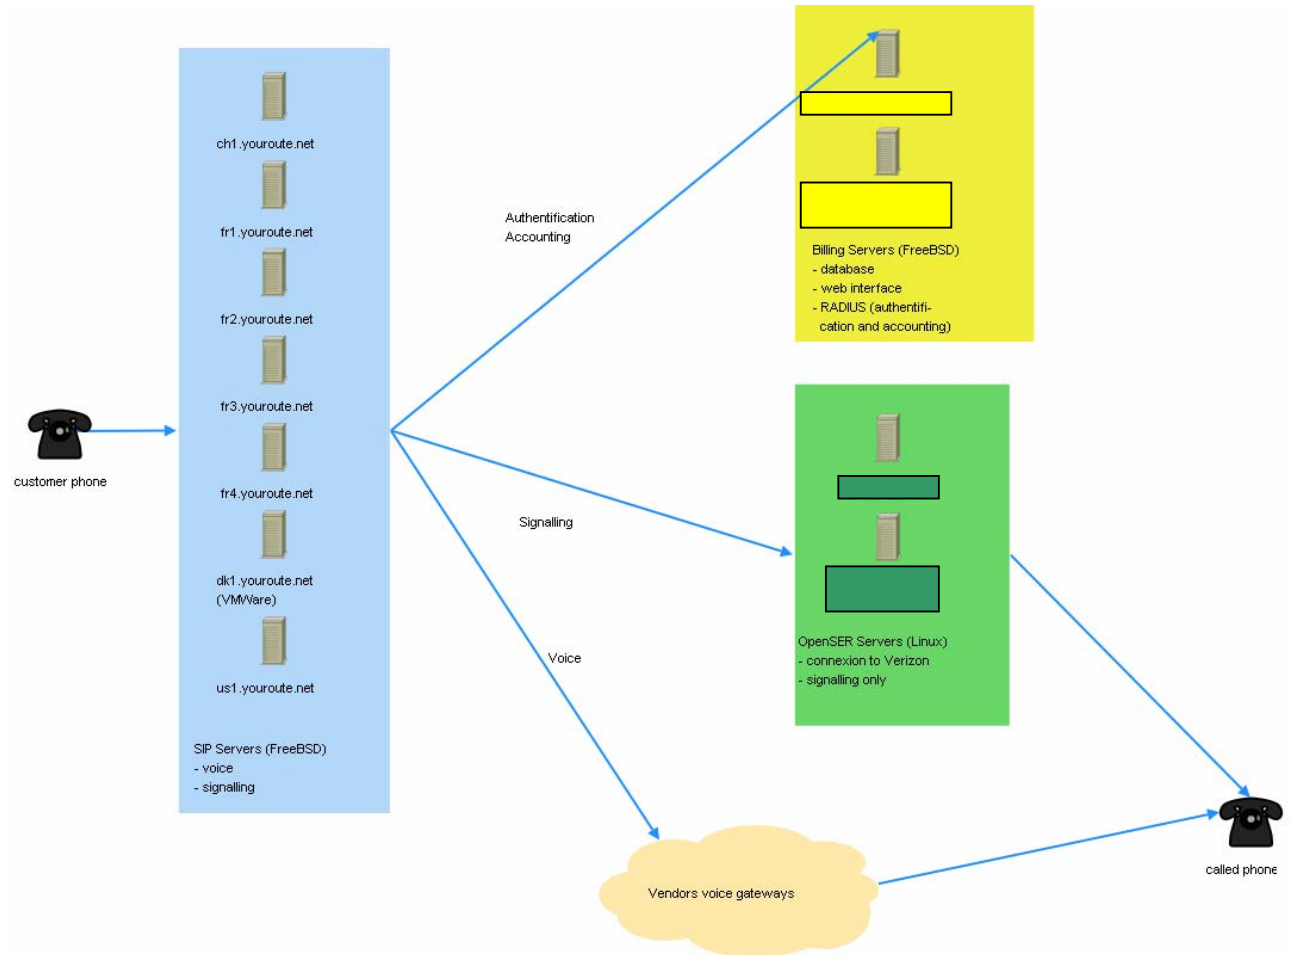 customer phone
ch1.youroute.net
fr1.youroute.net
fr2.youroute.net
fr3.youroute.net
fr4.youroute.net
dk1.youroute.net
(VMWare)
us1.youroute.net
SIP Servers (FreeBSD)
- voice
- signalling
Authentification
Accounting
Signalling
Voice
Billing Servers (FreeBSD)
- database
- web interface
- RADIUS (authentifi-
cation and accounting)
OpenSER Servers (Linux)
- connexion to Verizon
- signalling only
Vendors voice gateways
called phone